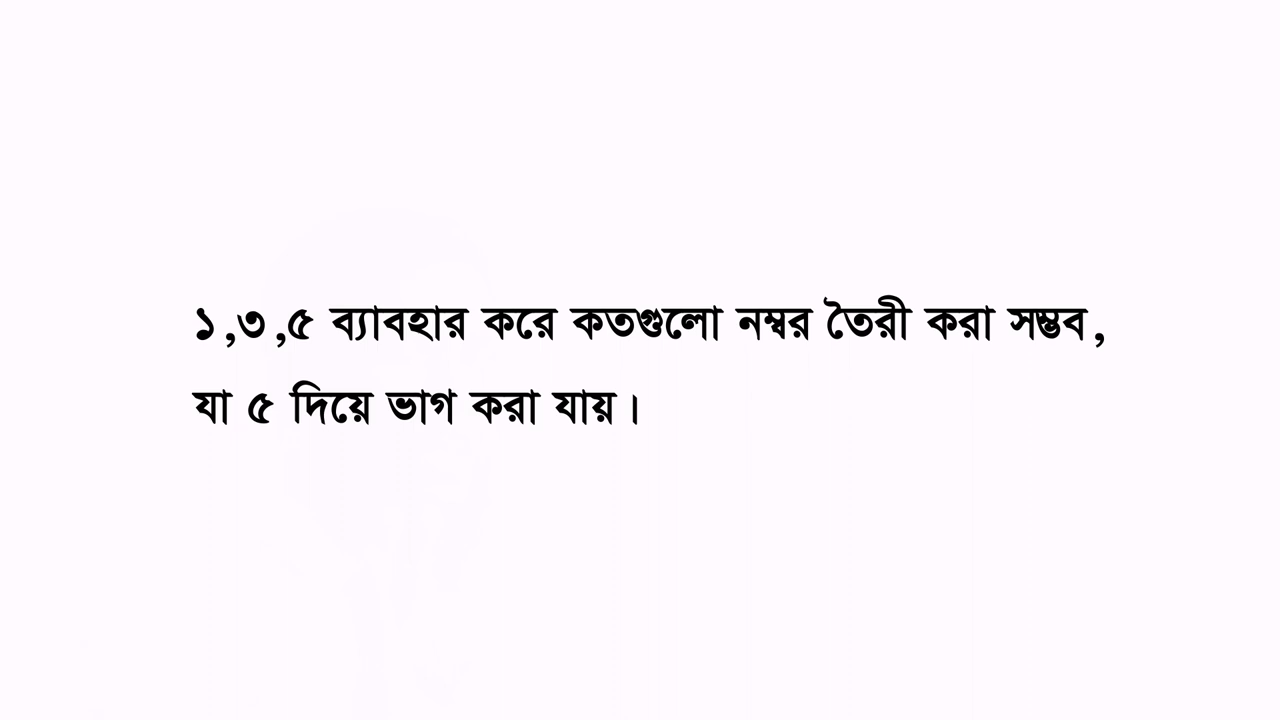 ১,৩,৫ ব্যাবহার করে কতগুলো নম্বর তৈরী করা সম্ভব,
যা ৫ দিয়ে ভাগ করা যায়।